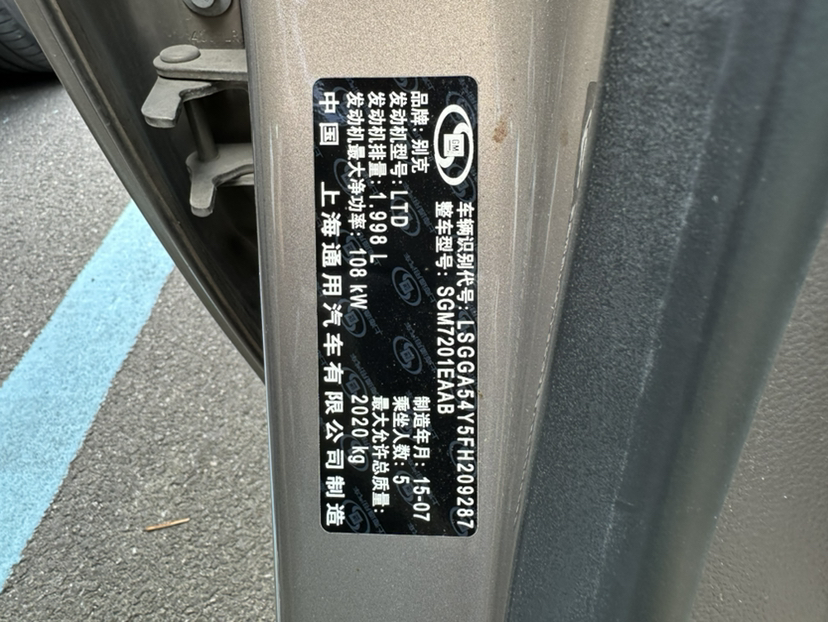 GM
车辆识别代号: LSGGA54Y5FH209287
整车型号: SGM7201EAAB
品牌: 别克
制造年月: 15-07
发动机型号: LTD
乘坐人数: 5
发动机排量: 1.998 L
最大允许总质量:
发动机最大净功率: 108 kW
2020 kg
中国 上海通用汽车有限公司制造